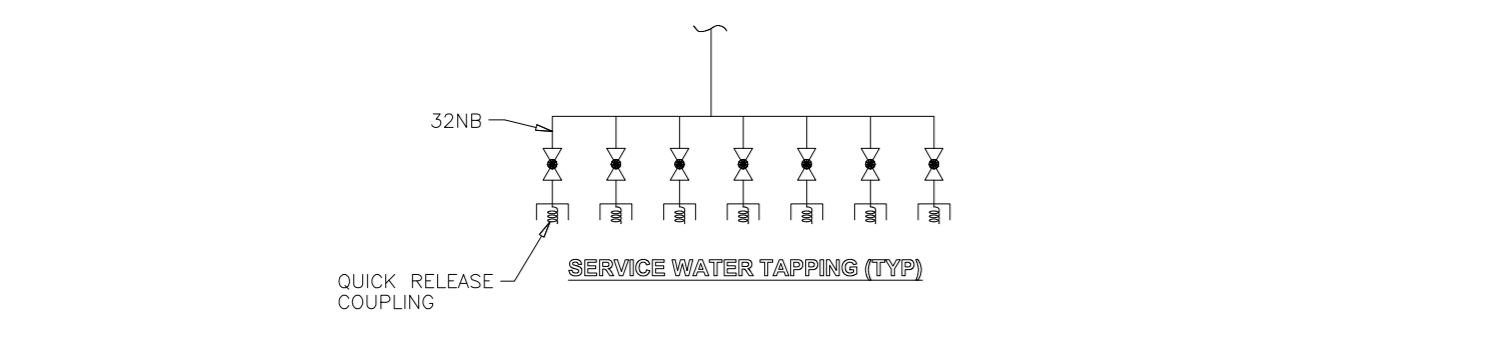 32NB
QUICK RELEASE
COUPLING
SERVICE WATER TAPPING (TYP)